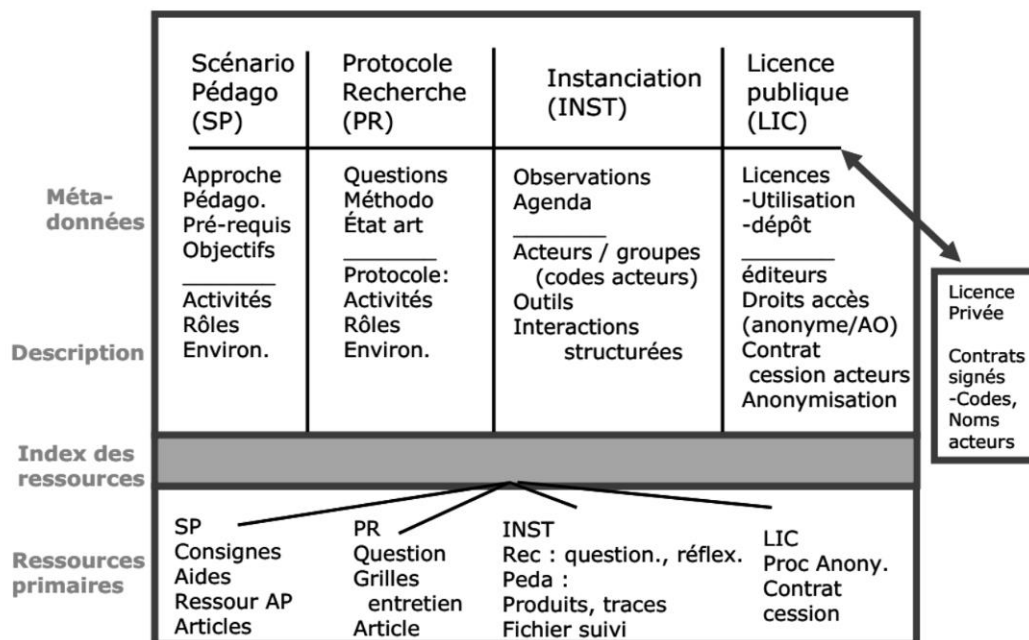 Scénario
Pédago
(SP)
Protocole
Recherche
(PR)
Instanciation
(INST)
Licence
publique
(LIC)
Méta-
données
Approche
Pédago.
Pré-requis
Objectifs
Questions
Méthodo
État art
Observations
Agenda
Licences
-Utilisation
-dépôt
Description
Activités
Rôles
Environ.
Protocole:
Activités
Rôles
Environ.
Acteurs / groupes
(codes acteurs)
Outils
Interactions
structurées
éditeurs
Droits accès
(anonyme/AO)
Contrat
cession acteurs
Anonymisation
Licence
Privée
Contrats
signés
-Codes,
Noms
acteurs
Index des
ressources
Ressources
primaires
SP
Consignes
Aides
Ressour AP
Articles
PR
Question
Grilles
entretien
Article
INST
Rec : question., réflex.
Peda :
Produits, traces
Fichier suivi
LIC
Proc Anony.
Contrat
cession